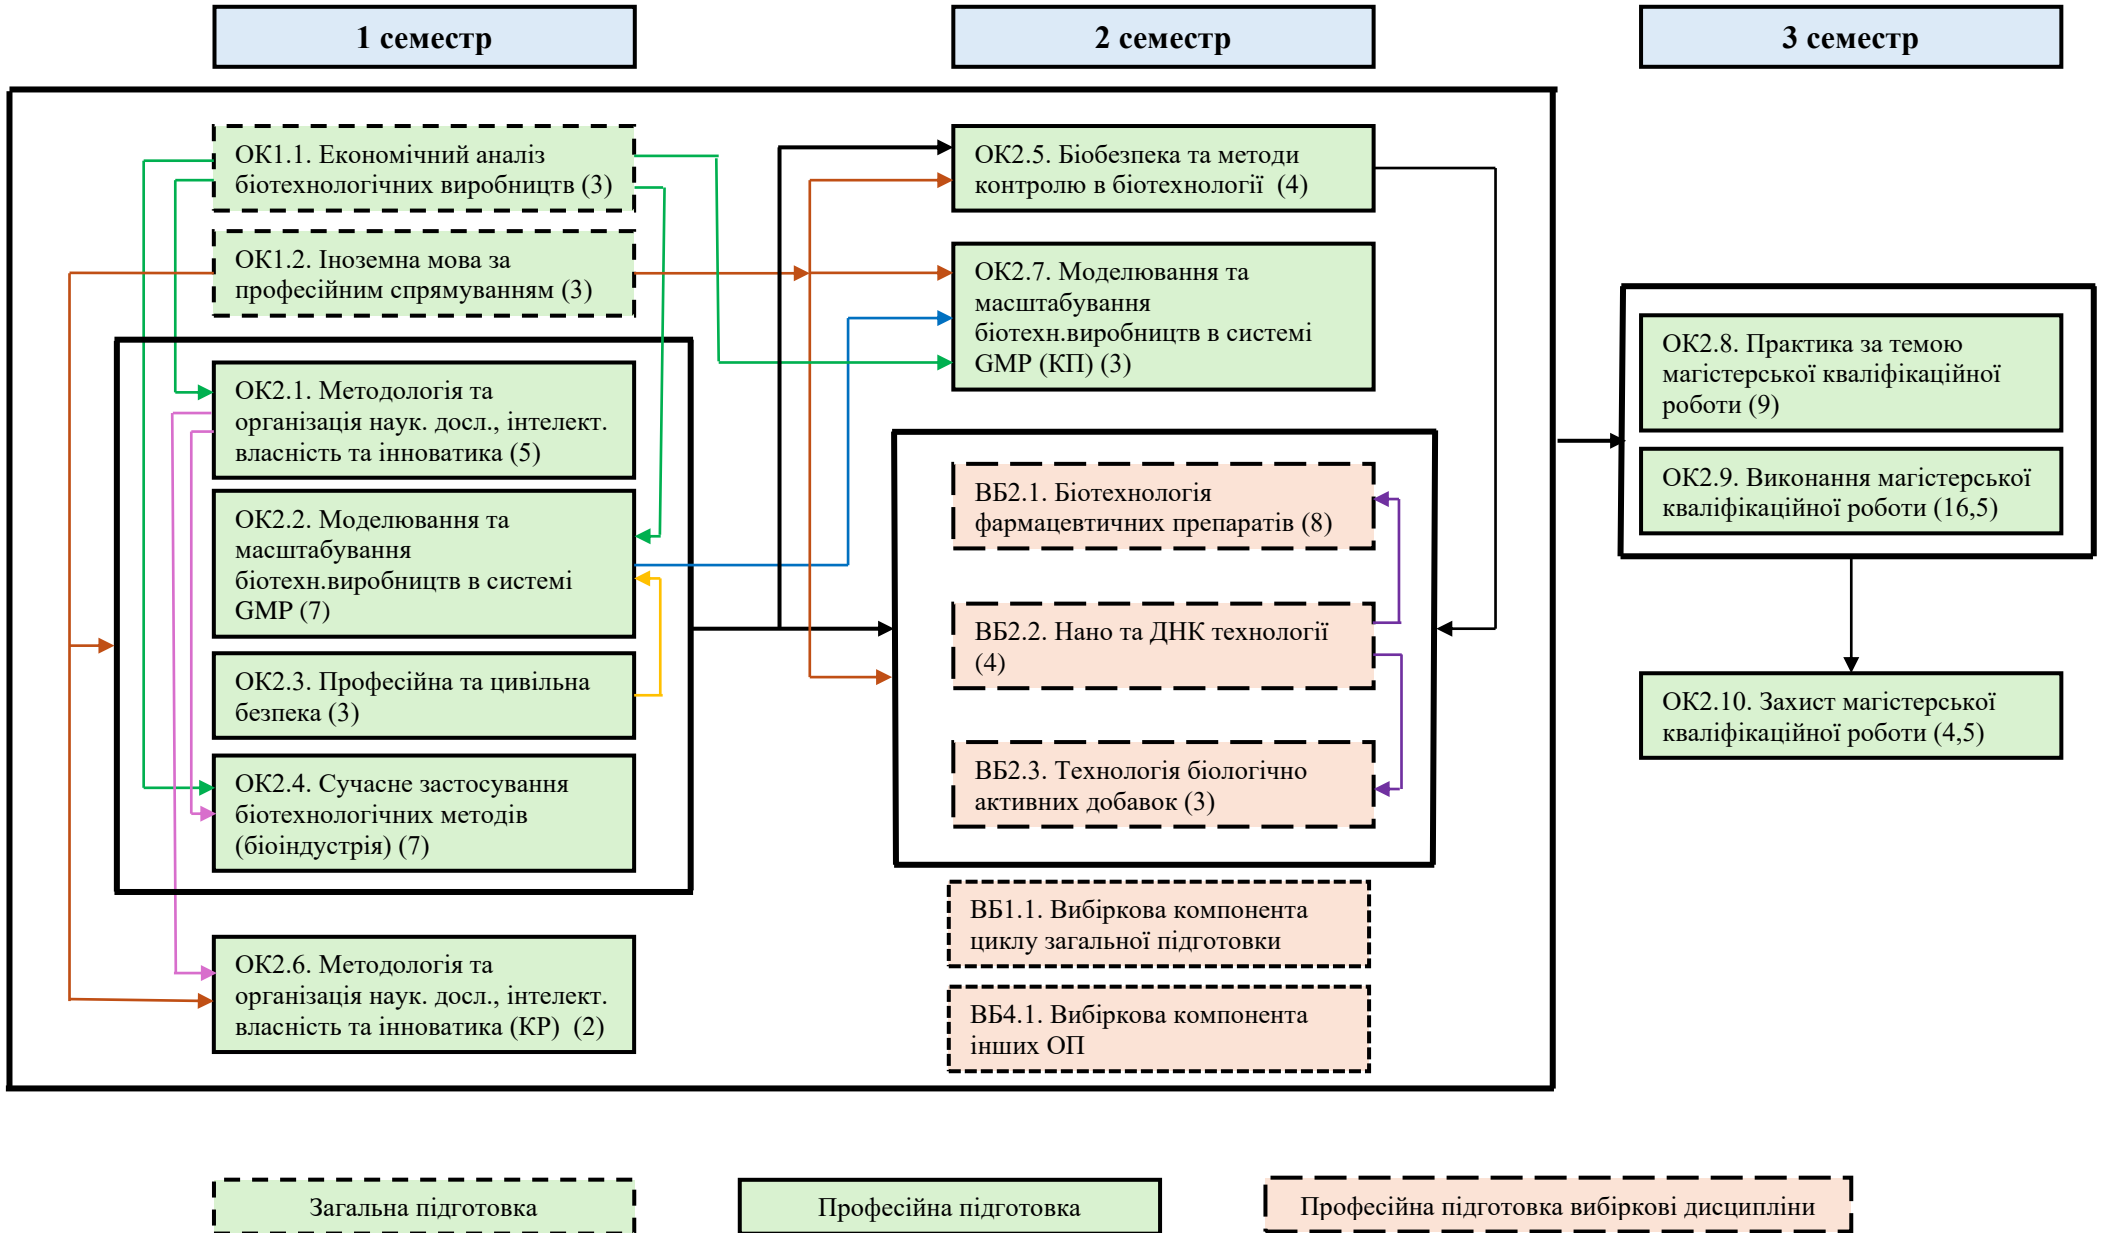 1 семестр
2 семестр
3 семестр
ОК1.1. Економічний аналіз
біотехнологічних виробництв (3)
ОК1.2. Іноземна мова за
професійним спрямуванням (3)
ОК2.1. Методологія та
організація наук. досл., інтелект.
власність та інноватика (5)
ОК2.2. Моделювання та
масштабування
біотехн.виробництв в системі
GMP (7)
ОК2.3. Професійна та цивільна
безпека (3)
ОК2.4. Сучасне застосування
біотехнологічних методів
(біоіндустрія) (7)
ОК2.6. Методологія та
організація наук. досл., інтелект.
власність та інноватика (КР)  (2)
ОК2.5. Біобезпека та методи
контролю в біотехнології  (4)
ОК2.7. Моделювання та
масштабування
біотехн.виробництв в системі
GMP (КП) (3)
ВБ2.1. Біотехнологія
фармацевтичних препаратів (8)
ВБ2.2. Нано та ДНК технології
(4)
ВБ2.3. Технологія біологічно
активних добавок (3)
ВБ1.1. Вибіркова компонента
циклу загальної підготовки
ВБ4.1. Вибіркова компонента
інших ОП
ОК2.8. Практика за темою
магістерської кваліфікаційної
роботи (9)
ОК2.9. Виконання магістерської
кваліфікаційної роботи (16,5)
ОК2.10. Захист магістерської
кваліфікаційної роботи (4,5)
Загальна підготовка
Професійна підготовка
Професійна підготовка вибіркові дисципліни